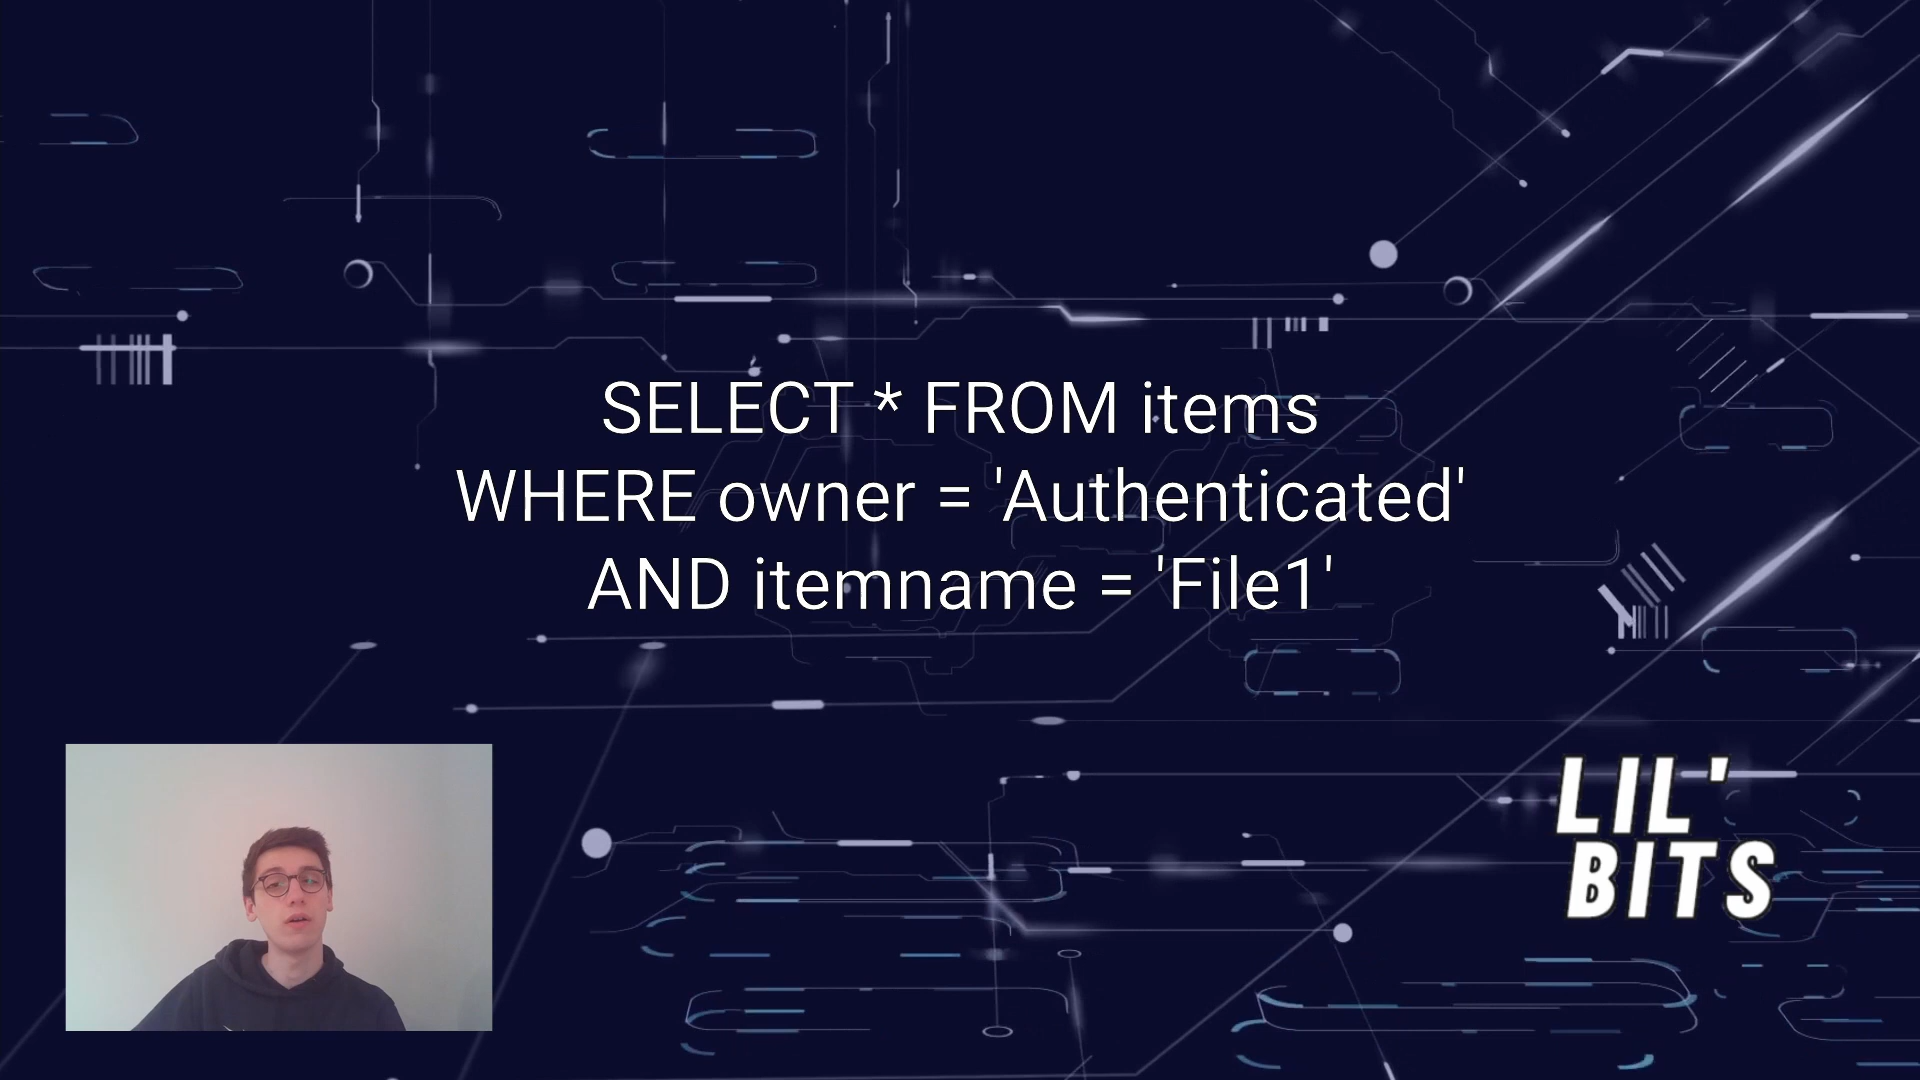 SELECT * FROM items
WHERE owner = 'Authenticated'
AND itemname = 'File1'
LIL'
BITS